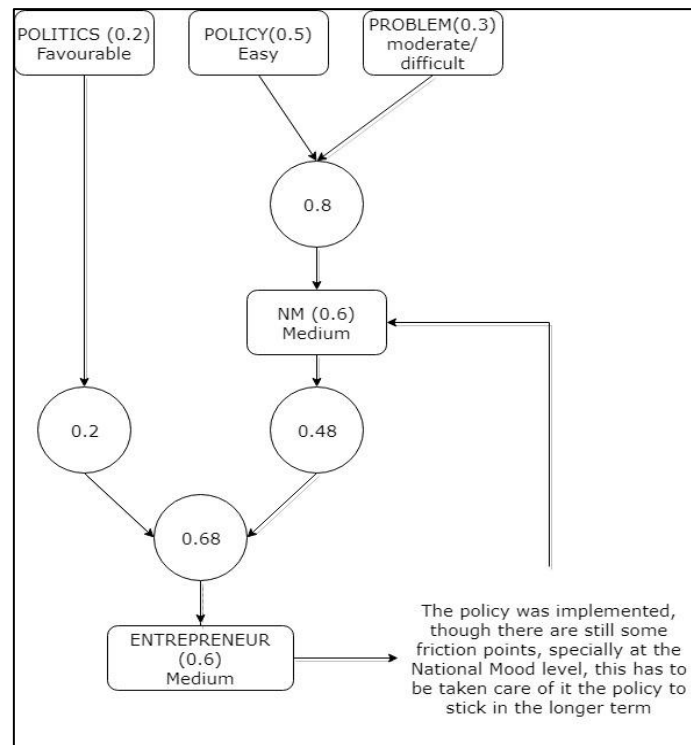 POLITICS (0.2)
Favourable
POLICY(0.5)
Easy
PROBLEM(0.3)
moderate/
difficult
0.8
NM (0.6)
Medium
0.2
0.48
0.68
ENTREPRENEUR
(0.6)
Medium
The policy was implemented,
though there are still some
friction points, specially at the
National Mood level, this has to
be taken care of it the policy to
stick in the longer term